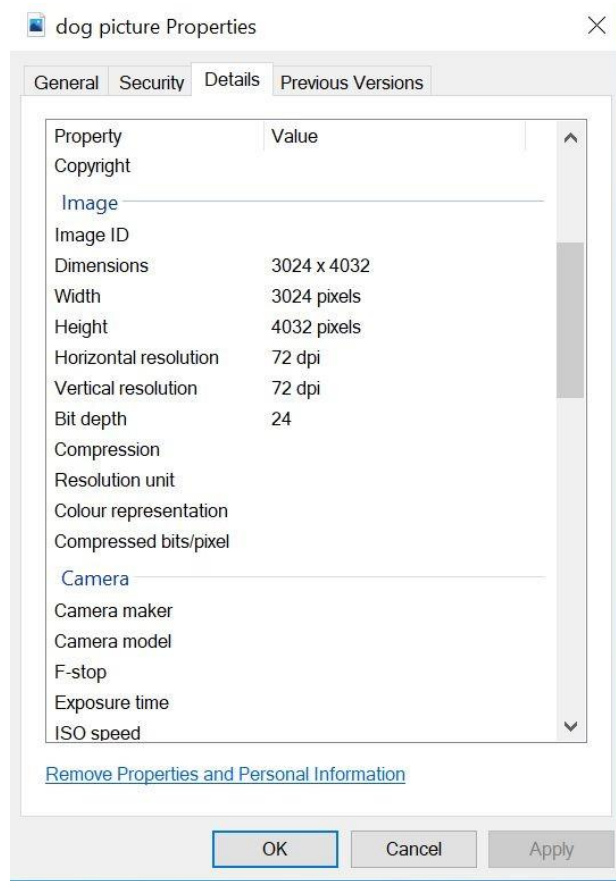 dog picture Properties
General Security Details Previous Versions
Property Value
Copyright
Image
Image ID
Dimensions 3024 x 4032
Width 3024 pixels
Height 4032 pixels
Horizontal resolution 72 dpi
Vertical resolution 72 dpi
Bit depth 24
Compression
Resolution unit
Colour representation
Compressed bits/pixel
Camera
Camera maker
Camera model
F-stop
Exposure time
ISO speed
Remove Properties and Personal Information
OK Cancel Apply